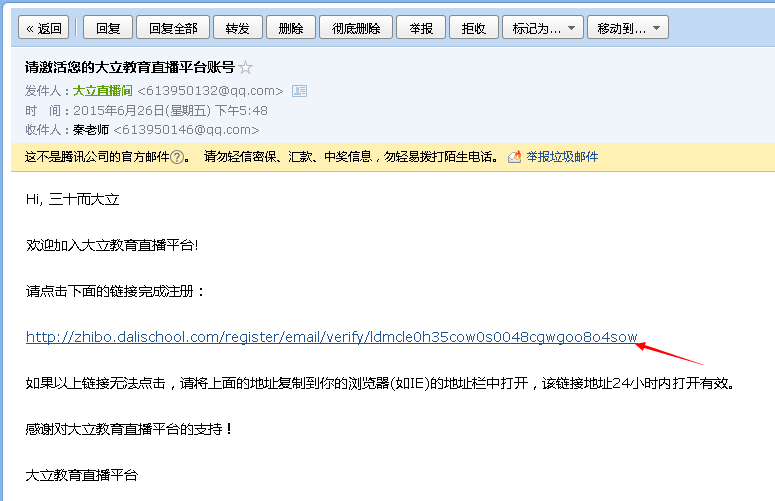 « 返回 回复 回复全部 转发 删除 彻底删除 举报 拒收 标记为... 移动到...
请激活您的大立教育直播平台账号
发件人：大立直播间 <613950132@qq.com>
时 间：2015年6月26日(星期五) 下午5:48
收件人：秦老师 <613950146@qq.com>
这不是腾讯公司的官方邮件? 。 请勿轻信密保、汇款、中奖信息，勿轻易拨打陌生电话。 举报垃圾邮件
Hi, 三十而大立
欢迎加入大立教育直播平台!
请点击下面的链接完成注册：
http://zhibo.dalischool.com/register/email/verify/ldmcle0h35cow0s0048cgwgoo8o4sow
如果以上链接无法点击，请将上面的地址复制到你的浏览器(如IE)的地址栏中打开，该链接地址24小时内打开有效。
感谢对大立教育直播平台的支持！
大立教育直播平台